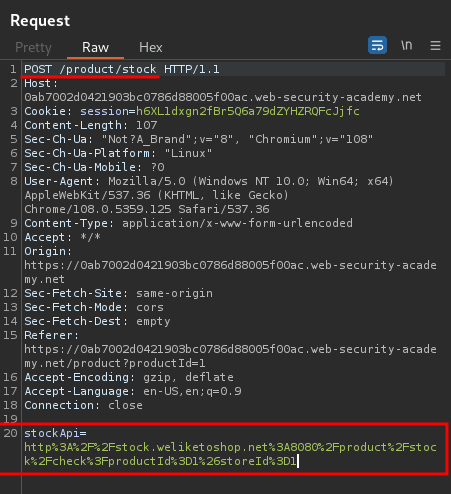 Request
Pretty Raw Hex \n
1 POST /product/stock HTTP/1.1
2 Host:
0ab7002d0421903bc0786d88005f00ac.web-security-academy.net
3 Cookie: session=h6XL1dxgn2fBr5Q6a79dZYHZRQFcJjfc
4 Content-Length: 107
5 Sec-Ch-Ua: "Not?A_Brand";v="8", "Chromium";v="108"
6 Sec-Ch-Ua-Platform: "Linux"
7 Sec-Ch-Ua-Mobile: ?0
8 User-Agent: Mozilla/5.0 (Windows NT 10.0; Win64; x64)
AppleWebKit/537.36 (KHTML, like Gecko)
Chrome/108.0.5359.125 Safari/537.36
9 Content-Type: application/x-www-form-urlencoded
10 Accept: */*
11 Origin:
https://0ab7002d0421903bc0786d88005f00ac.web-security-acade
my.net
12 Sec-Fetch-Site: same-origin
13 Sec-Fetch-Mode: cors
14 Sec-Fetch-Dest: empty
15 Referer:
https://0ab7002d0421903bc0786d88005f00ac.web-security-acade
my.net/product?productId=1
16 Accept-Encoding: gzip, deflate
17 Accept-Language: en-US,en;q=0.9
18 Connection: close
19
20 stockApi=
http%3A%2F%2Fstock.weliketoshop.net%3A8080%2Fproduct%2Fstoc
k%2Fcheck%3FproductId%3D1%26storeId%3D1